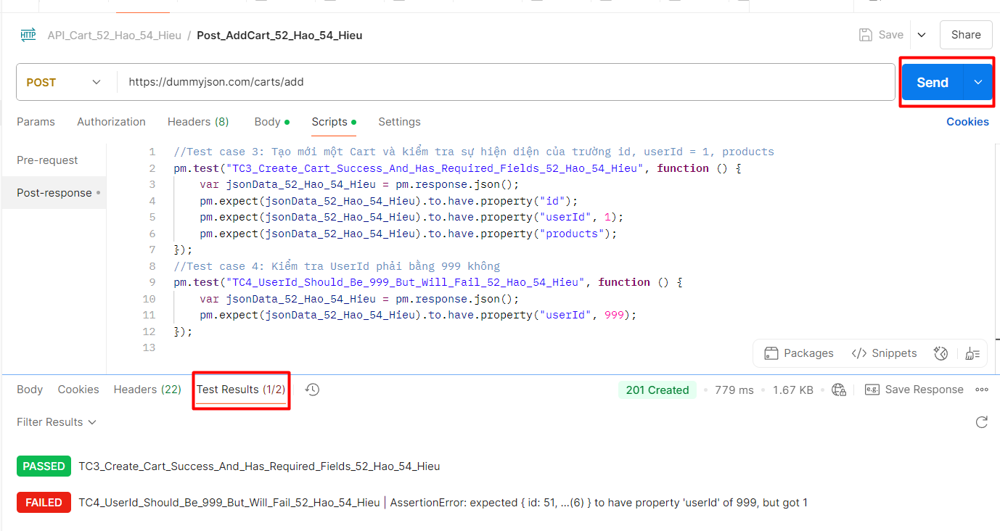 HTTP API_Cart_52_Hao_54_Hieu / Post_AddCart_52_Hao_54_Hieu Save Share
POST https://dummyjson.com/carts/add Send
Params Authorization Headers (8) Body Scripts Settings Cookies
Pre-request
Post-response
1 //Test case 3: Tạo mới một Cart và kiểm tra sự hiện diện của trường id, userId = 1, products
2 pm.test("TC3_Create_Cart_Success_And_Has_Required_Fields_52_Hao_54_Hieu", function () {
3 var jsonData_52_Hao_54_Hieu = pm.response.json();
4 pm.expect(jsonData_52_Hao_54_Hieu).to.have.property("id");
5 pm.expect(jsonData_52_Hao_54_Hieu).to.have.property("userId", 1);
6 pm.expect(jsonData_52_Hao_54_Hieu).to.have.property("products");
7 });
8 //Test case 4: Kiểm tra UserId phải bằng 999 không
9 pm.test("TC4_UserId_Should_Be_999_But_Will_Fail_52_Hao_54_Hieu", function () {
10 var jsonData_52_Hao_54_Hieu = pm.response.json();
11 pm.expect(jsonData_52_Hao_54_Hieu).to.have.property("userId", 999);
12 });
13
Packages </> Snippets
Body Cookies Headers (22) Test Results (1/2) 201 Created 779 ms 1.67 KB e.g. Save Response
Filter Results
PASSED TC3_Create_Cart_Success_And_Has_Required_Fields_52_Hao_54_Hieu
FAILED TC4_UserId_Should_Be_999_But_Will_Fail_52_Hao_54_Hieu | AssertionError: expected { id: 51, ...(6) } to have property 'userId' of 999, but got 1